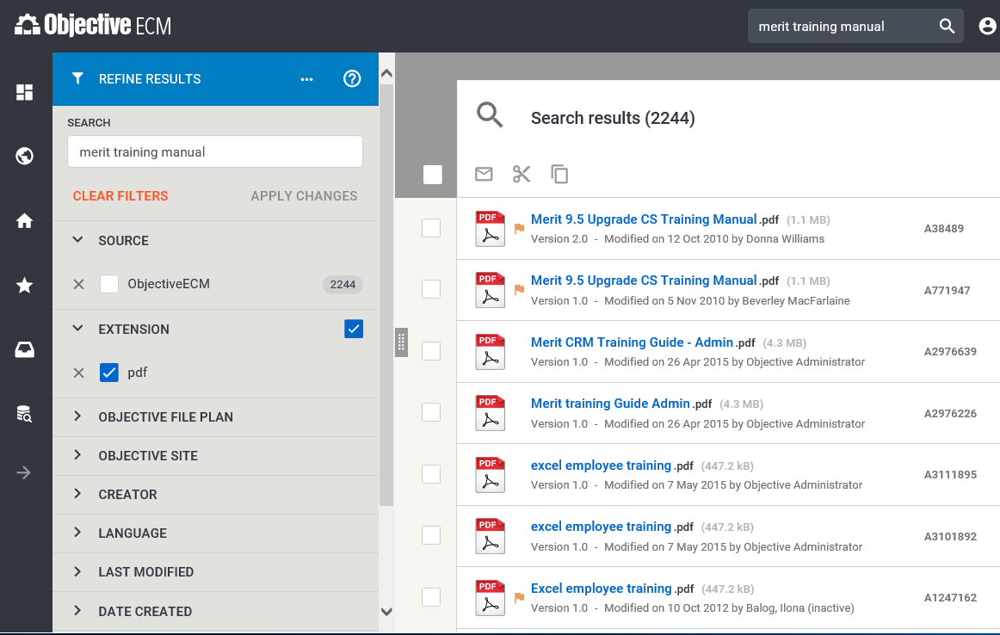 Objective ECM
merit training manual
REFINE RESULTS
SEARCH
merit training manual
CLEAR FILTERS APPLY CHANGES
SOURCE
ObjectiveECM 2244
EXTENSION
pdf
OBJECTIVE FILE PLAN
OBJECTIVE SITE
CREATOR
LANGUAGE
LAST MODIFIED
DATE CREATED
Search results (2244)
PDF
Merit 9.5 Upgrade CS Training Manual.pdf (1.1 MB)
Version 2.0 - Modified on 12 Oct 2010 by Donna Williams
A38489
PDF
Merit 9.5 Upgrade CS Training Manual.pdf (1.1 MB)
Version 1.0 - Modified on 5 Nov 2010 by Beverley MacFarlaine
A771947
PDF
Merit CRM Training Guide - Admin.pdf (4.3 MB)
Version 1.0 - Modified on 26 Apr 2015 by Objective Administrator
A2976639
PDF
Merit training Guide Admin.pdf (4.3 MB)
Version 1.0 - Modified on 26 Apr 2015 by Objective Administrator
A2976226
PDF
excel employee training.pdf (447.2 kB)
Version 1.0 - Modified on 7 May 2015 by Objective Administrator
A3111895
PDF
excel employee training.pdf (447.2 kB)
Version 1.0 - Modified on 7 May 2015 by Objective Administrator
A3101892
PDF
Excel employee training.pdf (447.2 kB)
Version 1.0 - Modified on 10 Oct 2012 by Balog, Ilona (inactive)
A1247162